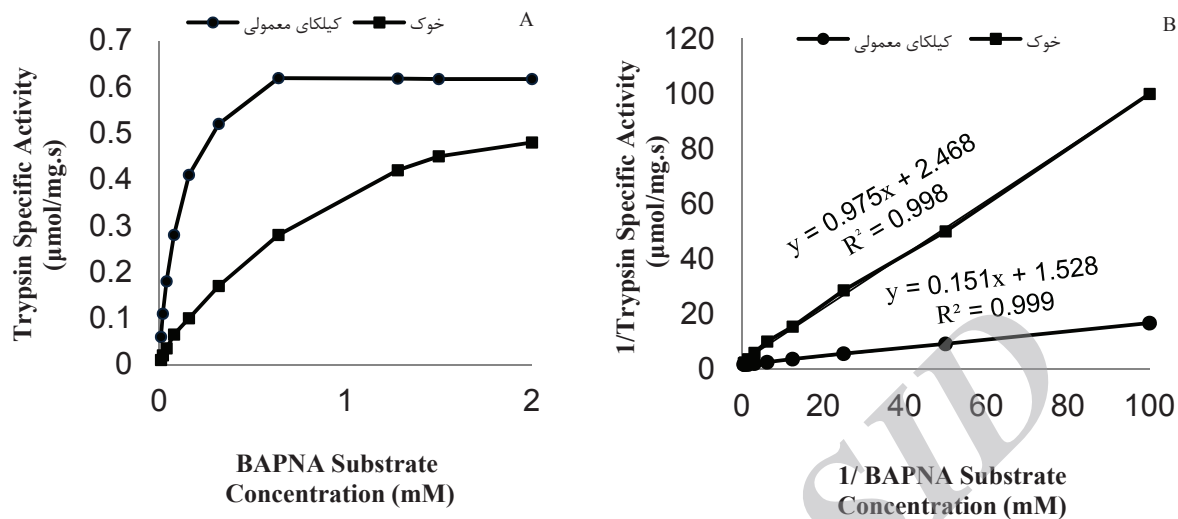 کیلکای معمولی خوک A
0.7
0.6
0.5
0.4
0.3
0.2
0.1
0
0 1 2
Trypsin Specific Activity
(µmol/mg.s)
BAPNA Substrate
Concentration (mM)
کیلکای معمولی خوک B
120
100
80
60
40
20
0
0 20 40 60 80 100
1/Trypsin Specific Activity
(µmol/mg.s)
y = 0.975x + 2.468
R² = 0.998
y = 0.151x + 1.528
R² = 0.999
1/ BAPNA Substrate
Concentration (mM)
SID